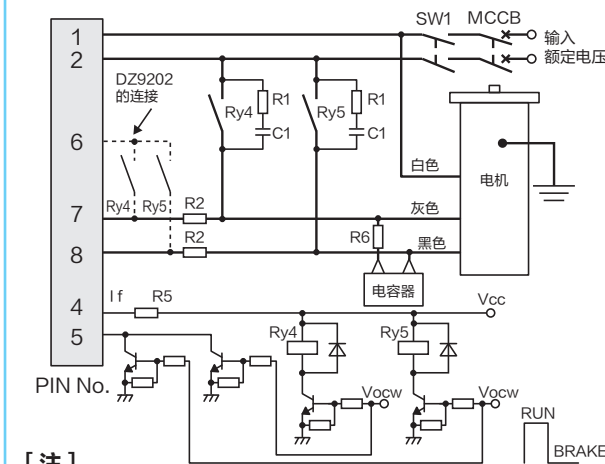 SW1 MCCB
1
2
输入
额定电压
DZ9202
的连接
Ry4
R1
C1
Ry5
R1
C1
6
白色
电机
Ry4 Ry5
7
R2
灰色
R2
R6
黑色
8
电容器
4
If
R5
Vcc
5
Ry4
Ry5
PIN No.
Vocw
Vocw
RUN
BRAKE
[注]